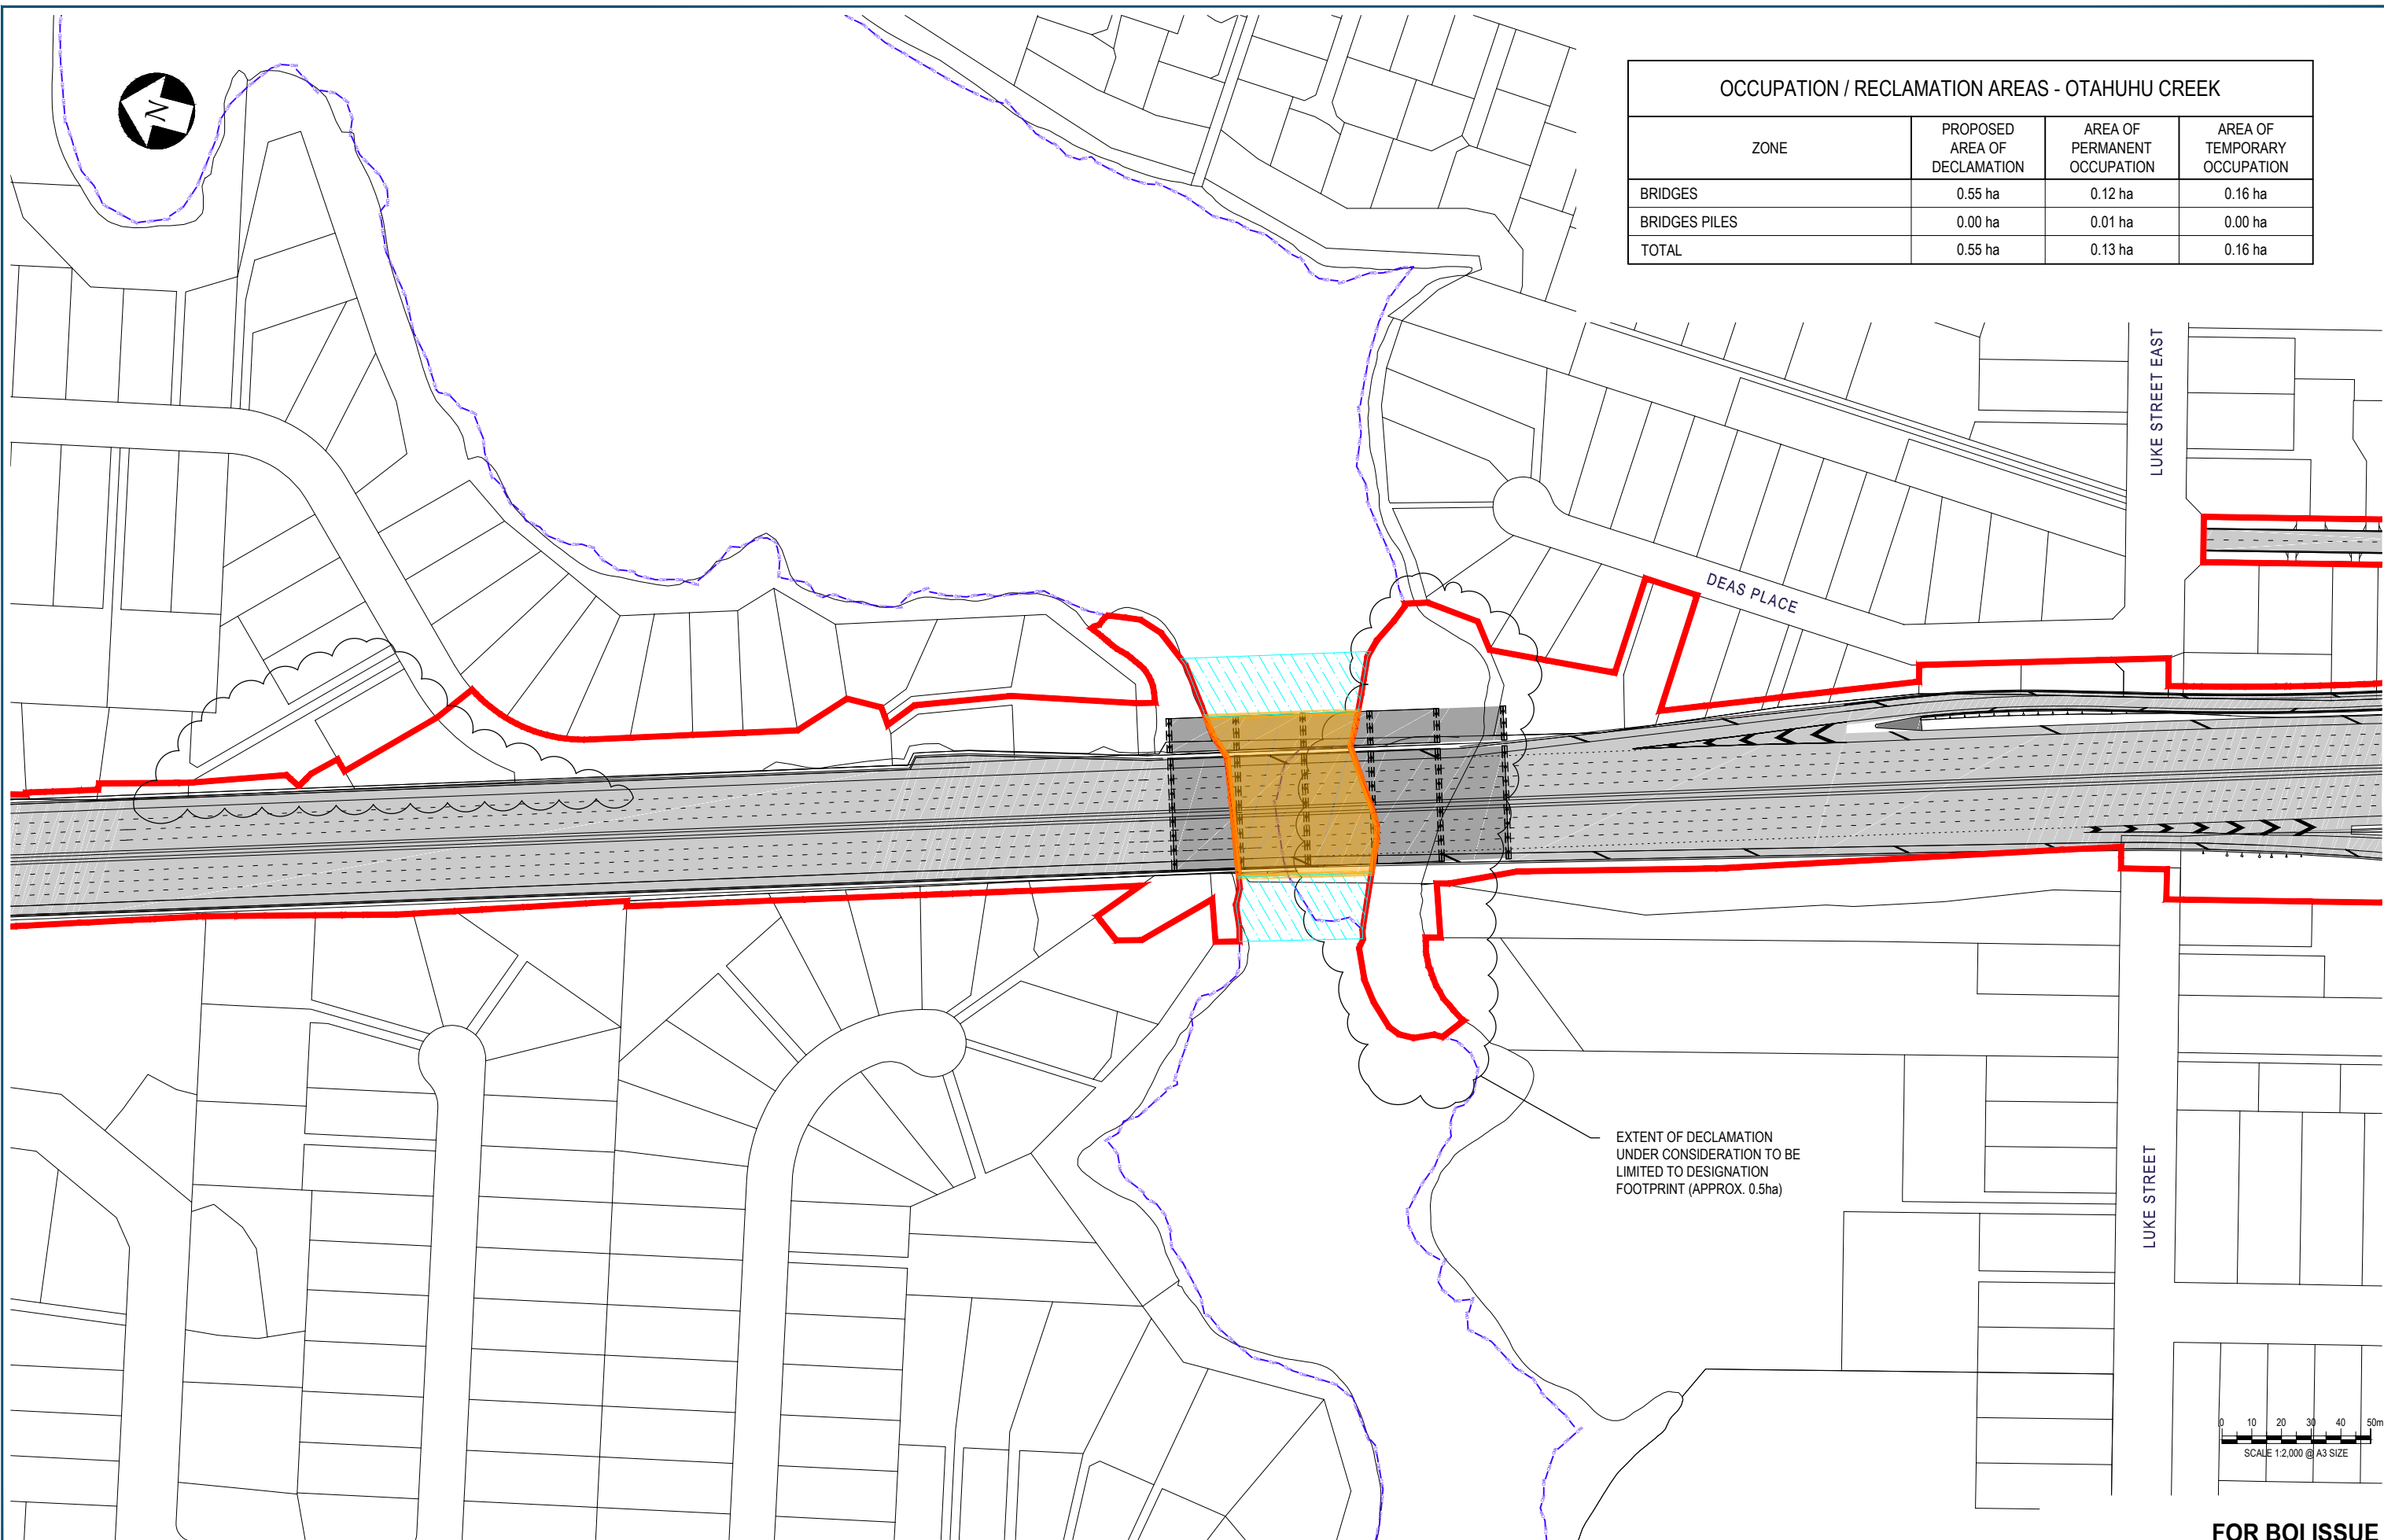 N
OCCUPATION / RECLAMATION AREAS - OTAHUHU CREEK
ZONE
PROPOSED
AREA OF
DECLAMATION
AREA OF
PERMANENT
OCCUPATION
AREA OF
TEMPORARY
OCCUPATION
BRIDGES 0.55 ha 0.12 ha 0.16 ha
BRIDGES PILES 0.00 ha 0.01 ha 0.00 ha
TOTAL 0.55 ha 0.13 ha 0.16 ha
LUKE STREET EAST
DEAS PLACE
EXTENT OF DECLAMATION
UNDER CONSIDERATION TO BE
LIMITED TO DESIGNATION
FOOTPRINT (APPROX. 0.5ha)
LUKE STREET
0 10 20 30 40 50m
SCALE 1:2,000 @ A3 SIZE
FOR BOI ISSUE